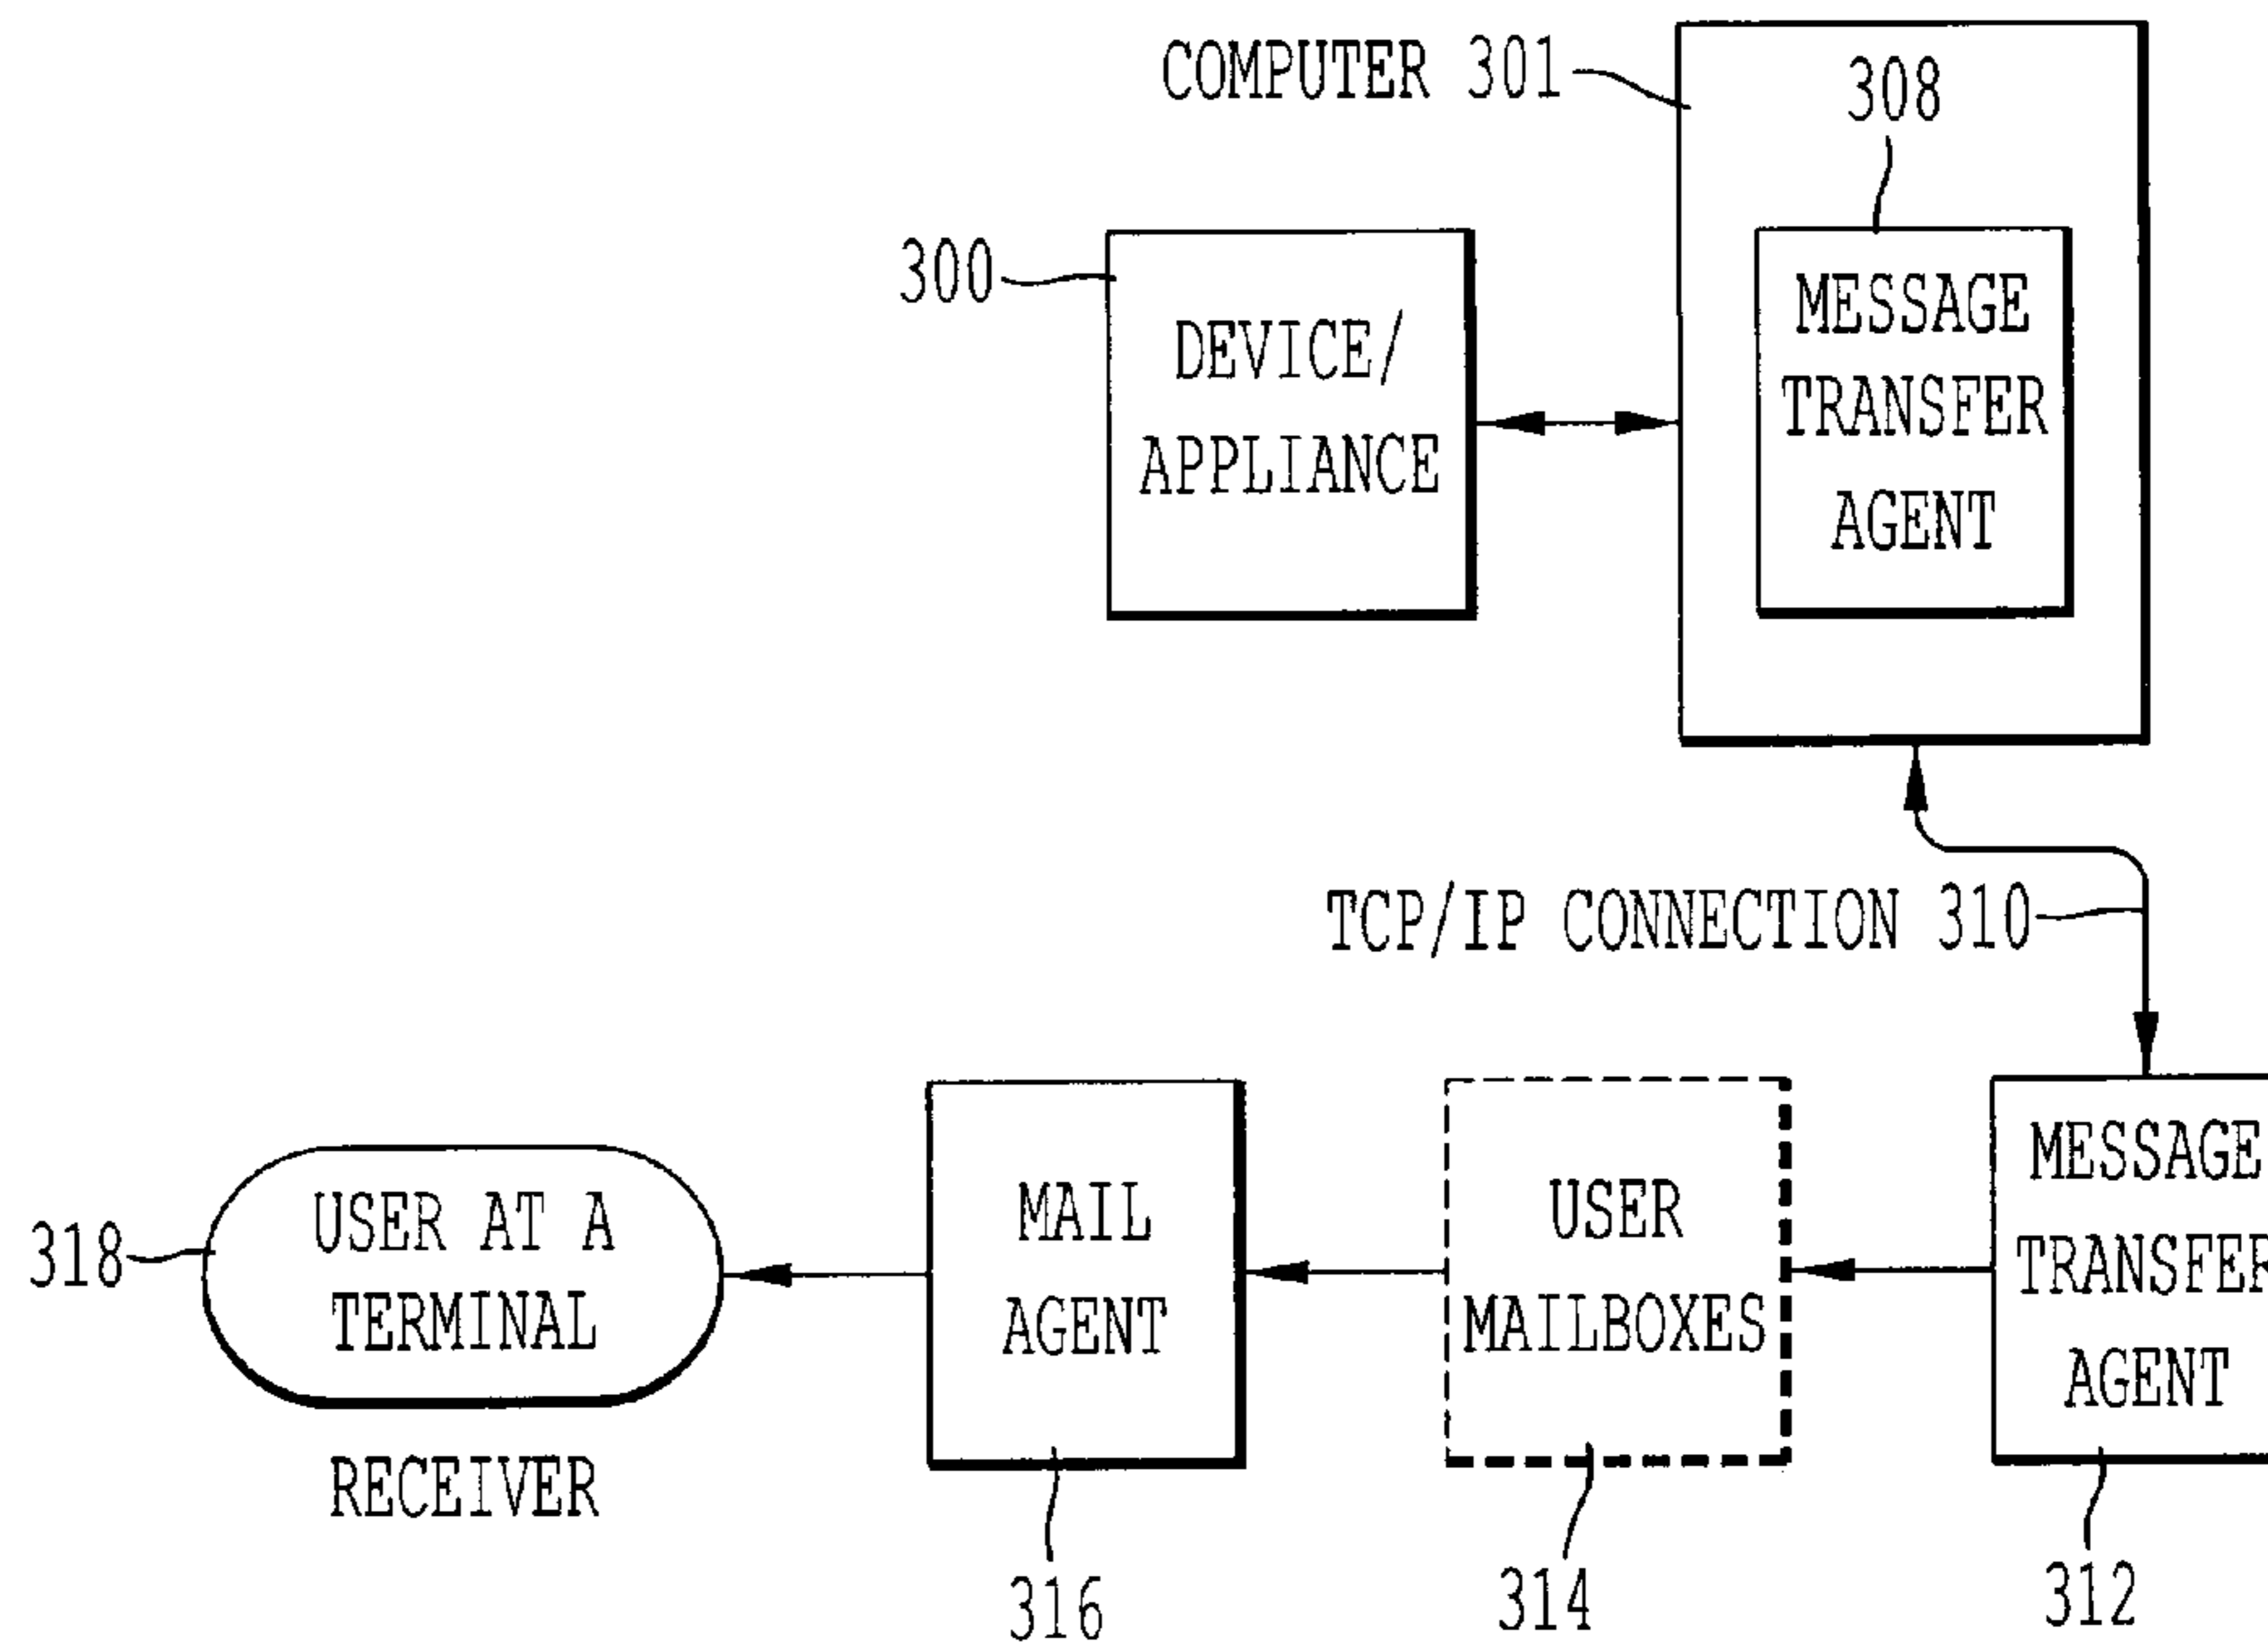 COMPUTER 301
308
300
DEVICE/
APPLIANCE
MESSAGE
TRANSFER
AGENT
TCP/IP CONNECTION 310
318
USER AT A
TERMINAL
RECEIVER
MAIL
AGENT
316
USER
MAILBOXES
314
MESSAGE
TRANSFER
AGENT
312